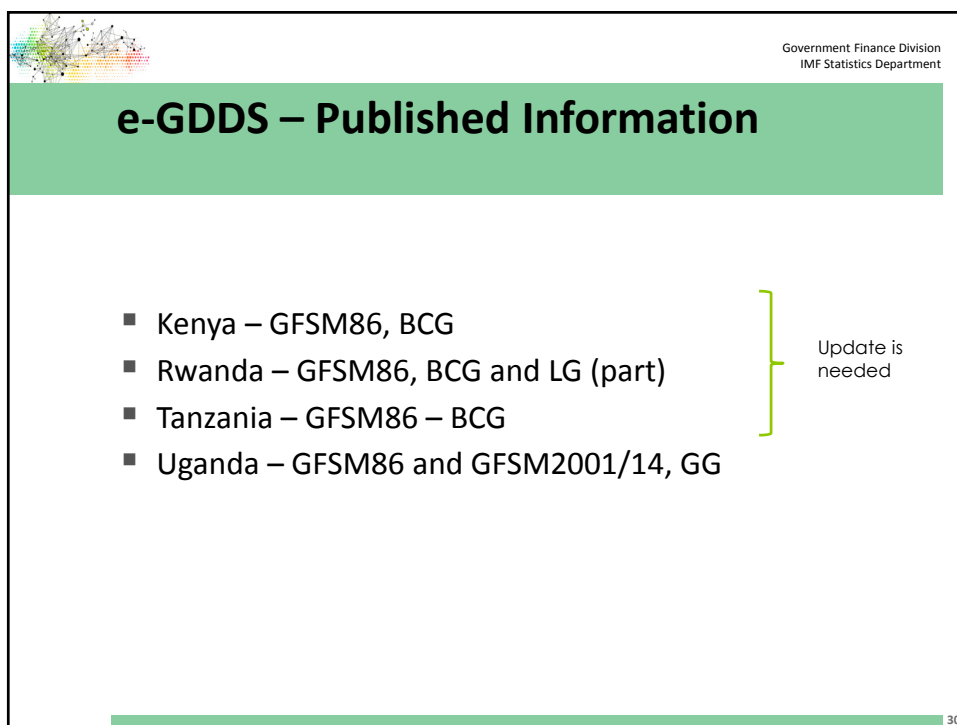 Government Finance Division
IMF Statistics Department
e-GDDS – Published Information
▪ Kenya – GFSM86, BCG
▪ Rwanda – GFSM86, BCG and LG (part)
▪ Tanzania – GFSM86 – BCG
▪ Uganda – GFSM86 and GFSM2001/14, GG
Update is
needed
30